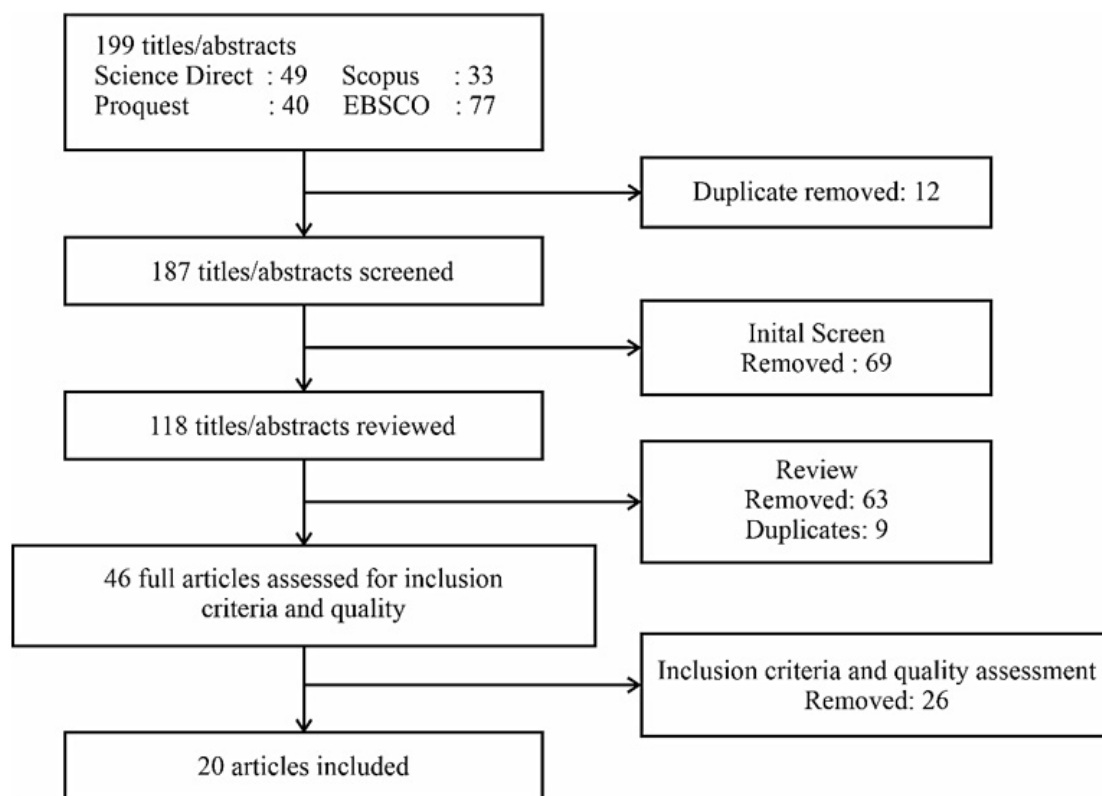 199 titles/abstracts
Science Direct : 49 Scopus : 33
Proquest : 40 EBSCO : 77
Duplicate removed: 12
187 titles/abstracts screened
Inital Screen
Removed : 69
118 titles/abstracts reviewed
Review
Removed: 63
Duplicates: 9
46 full articles assessed for inclusion
criteria and quality
Inclusion criteria and quality assessment
Removed: 26
20 articles included